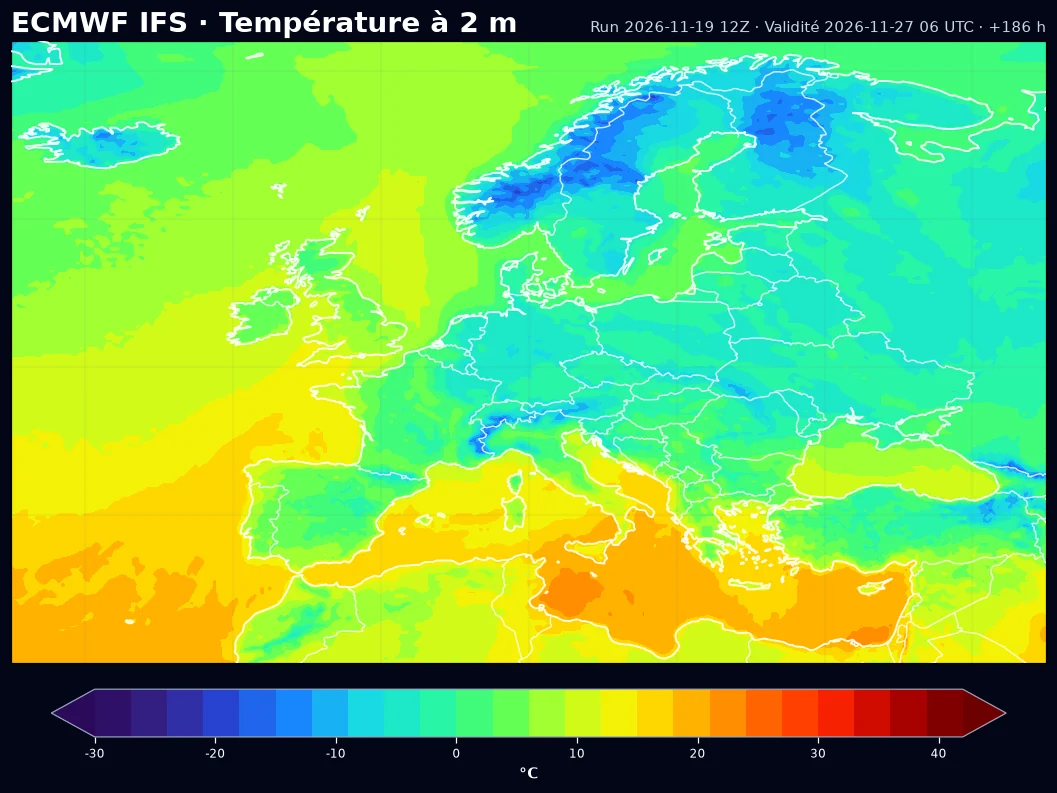 ECMWF IFS · Température à 2 m
Run 2026-11-19 12Z · Validité 2026-11-27 06 UTC · +186 h
-30 -20 -10 0 10 20 30 40
°C